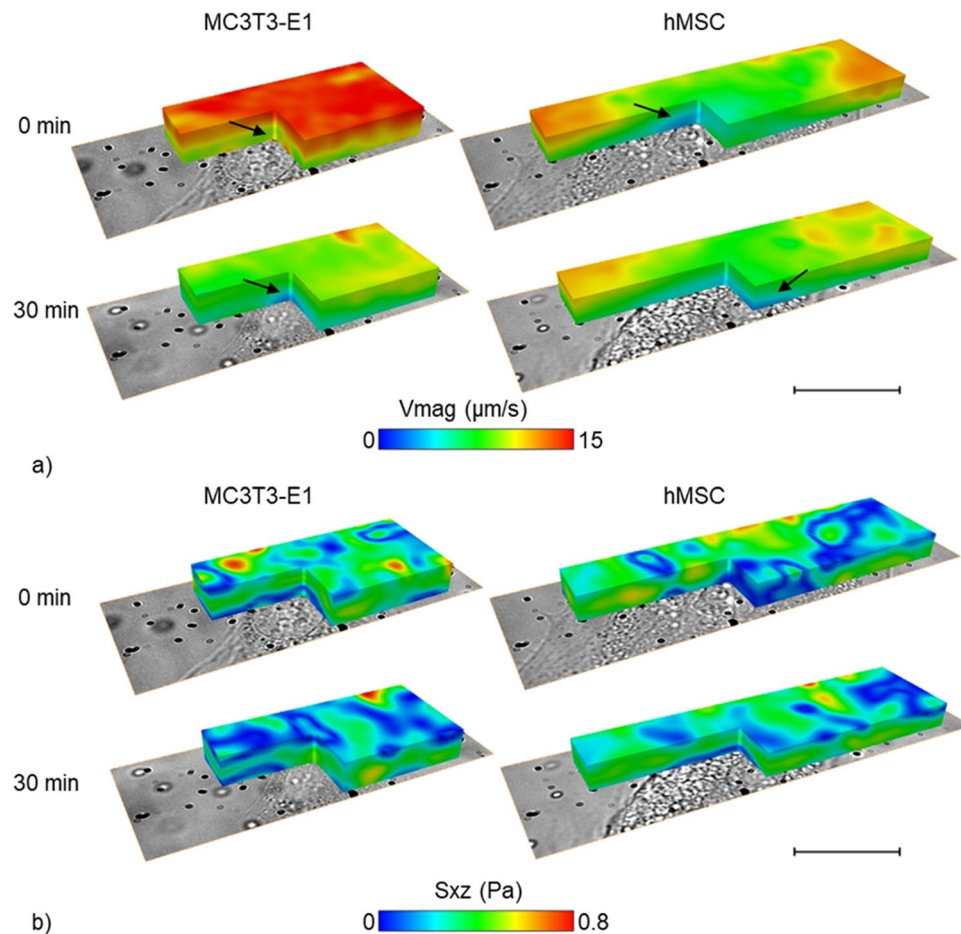 MC3T3-E1 hMSC
0 min
30 min
Vmag (µm/s)
0 15
a)
MC3T3-E1 hMSC
0 min
30 min
Sxz (Pa)
0 0.8
b)